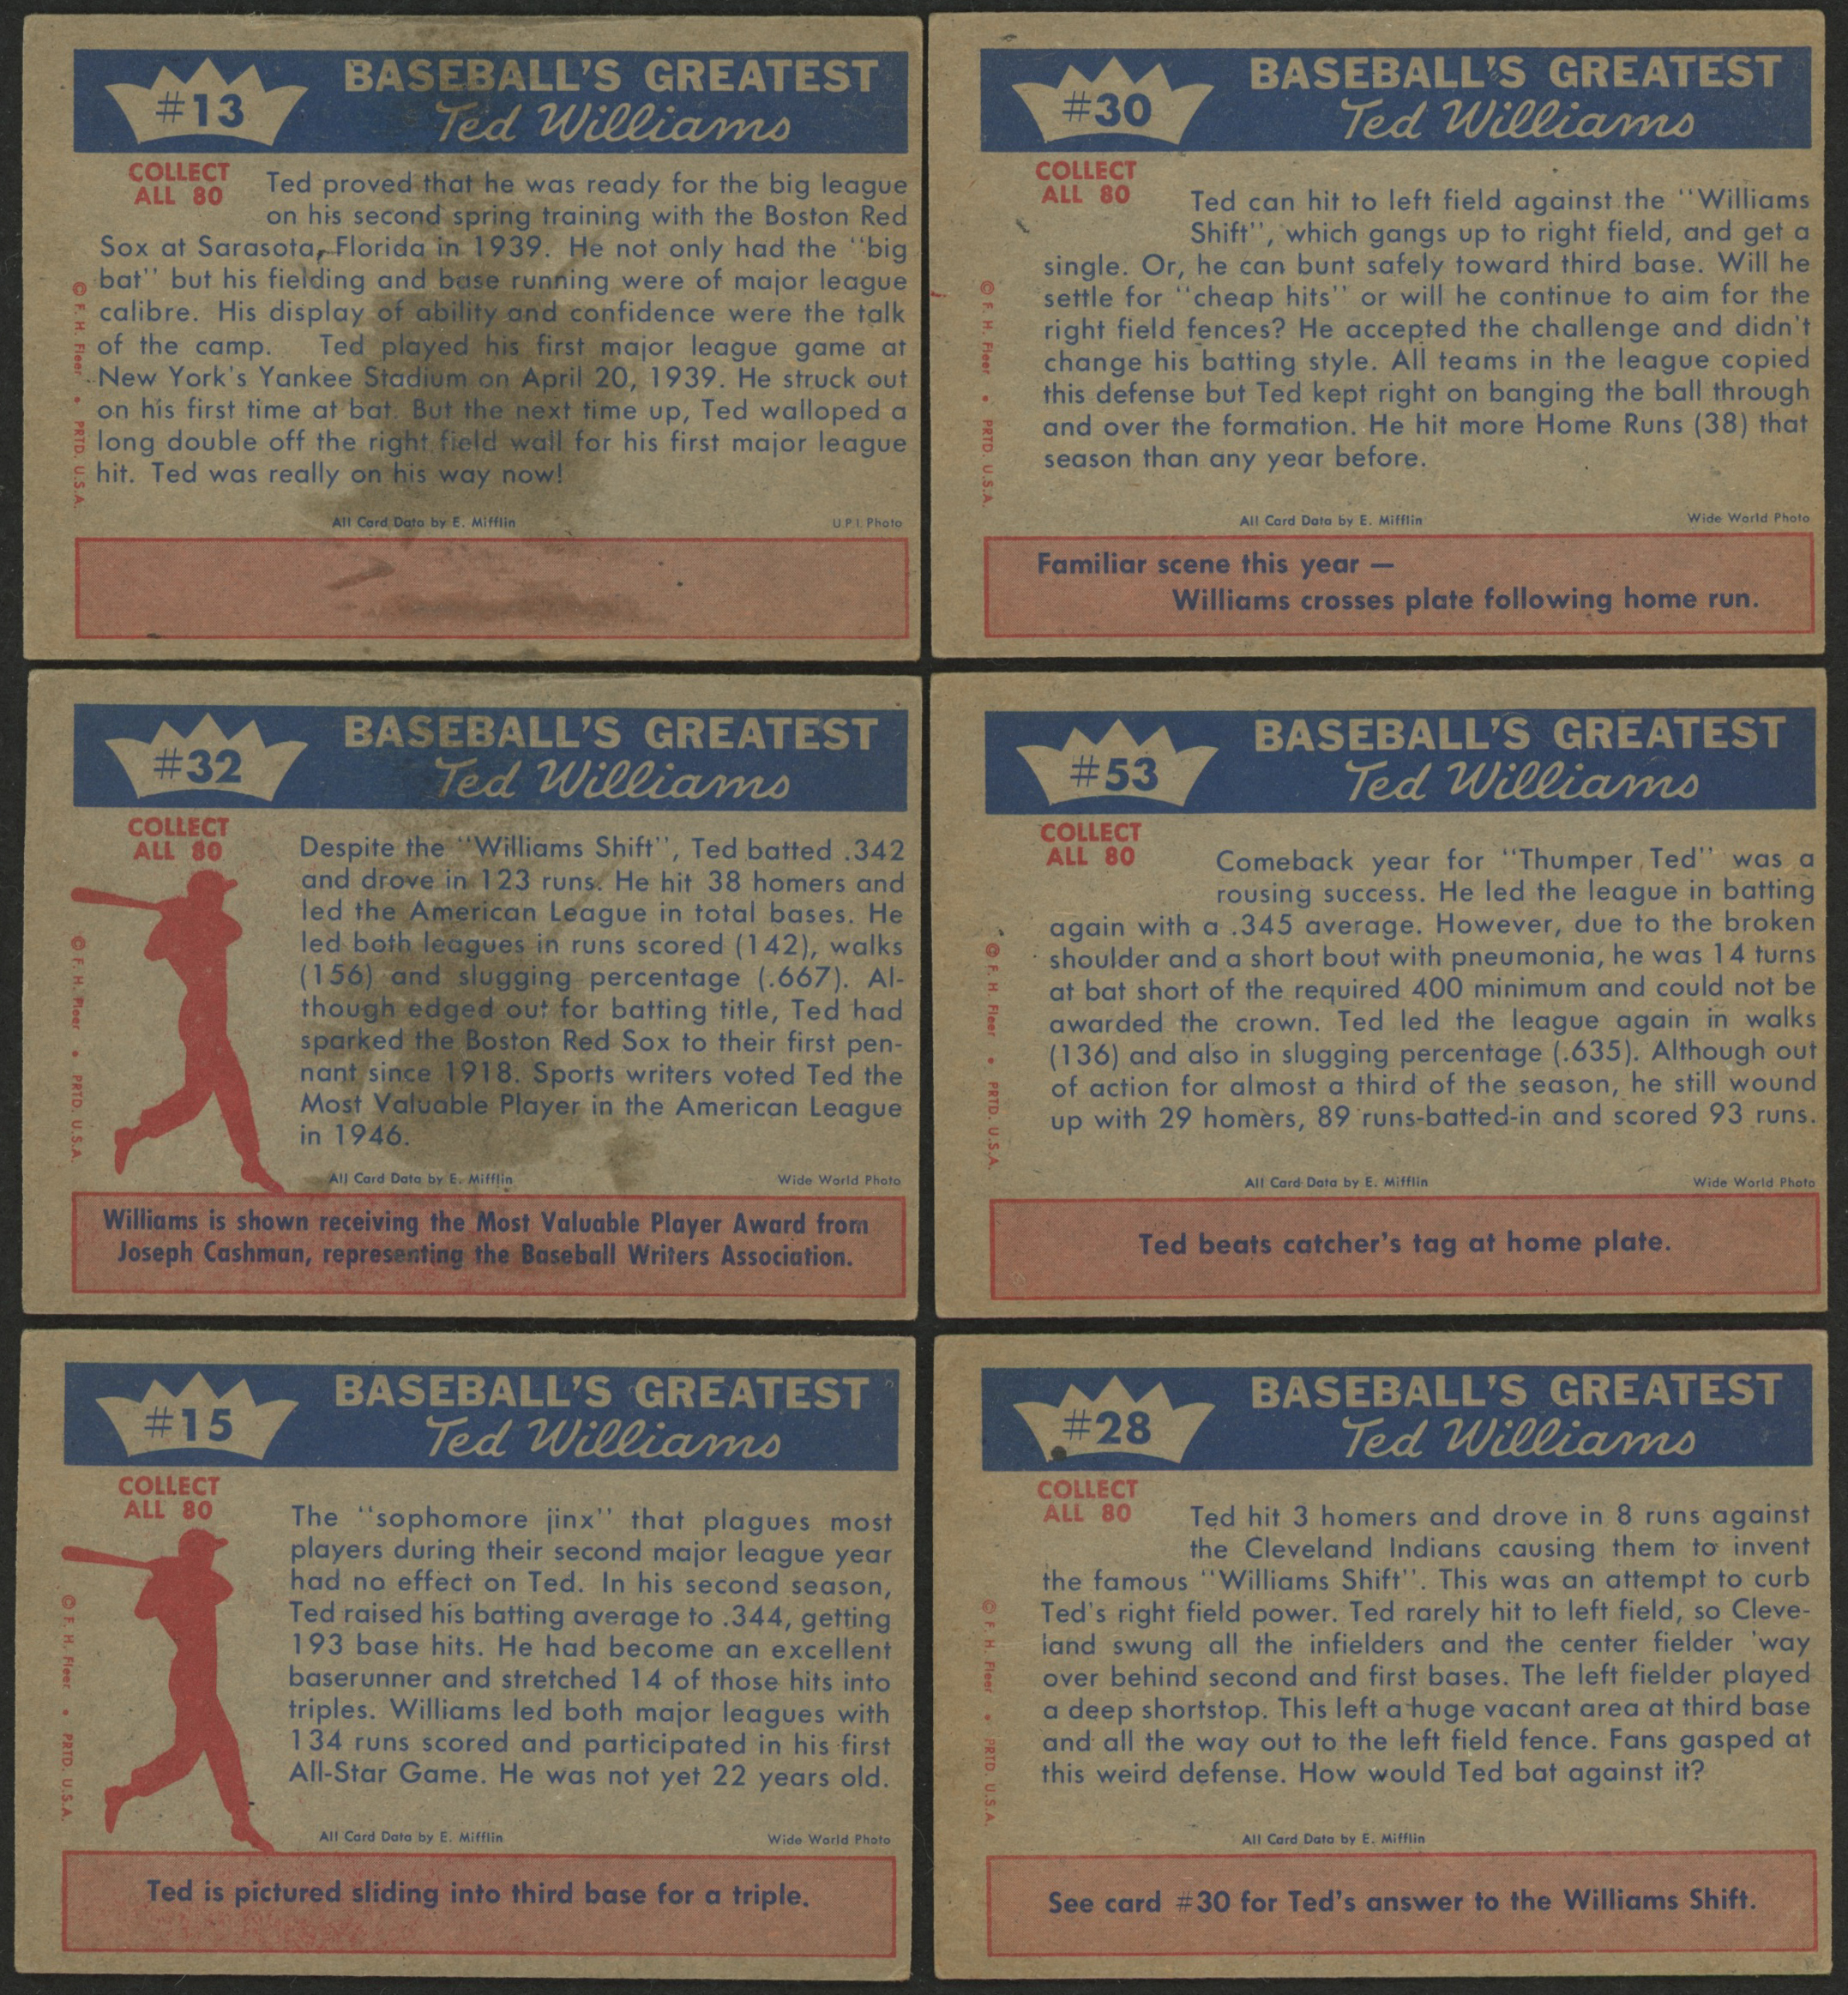 #13
BASEBALL'S GREATEST
Ted Williams
COLLECT
ALL 80
Ted proved that he was ready for the big league
on his second spring training with the Boston Red
Sox at Sarasota, Florida in 1939. He not only had the "big
bat" but his fielding and base running were of major league
calibre. His display of ability and confidence were the talk
of the camp. Ted played his first major league game at
New York's Yankee Stadium on April 20, 1939. He struck out
on his first time at bat. But the next time up, Ted walloped a
long double off the right field wall for his first major league
hit. Ted was really on his way now!
© F. H. Fleer • PRTD. U.S.A.
All Card Data by E. Mifflin
U.P.I. Photo
#30
BASEBALL'S GREATEST
Ted Williams
COLLECT
ALL 80
Ted can hit to left field against the "Williams
Shift", which gangs up to right field, and get a
single. Or, he can bunt safely toward third base. Will he
settle for "cheap hits" or will he continue to aim for the
right field fences? He accepted the challenge and didn't
change his batting style. All teams in the league copied
this defense but Ted kept right on banging the ball through
and over the formation. He hit more Home Runs (38) that
season than any year before.
© F. H. Fleer • PRTD. U.S.A.
All Card Data by E. Mifflin
Wide World Photo
Familiar scene this year —
Williams crosses plate following home run.
#32
BASEBALL'S GREATEST
Ted Williams
COLLECT
ALL 80
Despite the "Williams Shift", Ted batted .342
and drove in 123 runs. He hit 38 homers and
led the American League in total bases. He
led both leagues in runs scored (142), walks
(156) and slugging percentage (.667). Al-
though edged out for batting title, Ted had
sparked the Boston Red Sox to their first pen-
nant since 1918. Sports writers voted Ted the
Most Valuable Player in the American League
in 1946.
© F. H. Fleer • PRTD. U.S.A.
All Card Data by E. Mifflin
Wide World Photo
Williams is shown receiving the Most Valuable Player Award from
Joseph Cashman, representing the Baseball Writers Association.
#53
BASEBALL'S GREATEST
Ted Williams
COLLECT
ALL 80
Comeback year for "Thumper Ted" was a
rousing success. He led the league in batting
again with a .345 average. However, due to the broken
shoulder and a short bout with pneumonia, he was 14 turns
at bat short of the required 400 minimum and could not be
awarded the crown. Ted led the league again in walks
(136) and also in slugging percentage (.635). Although out
of action for almost a third of the season, he still wound
up with 29 homers, 89 runs-batted-in and scored 93 runs.
© F. H. Fleer • PRTD. U.S.A.
All Card Data by E. Mifflin
Wide World Photo
Ted beats catcher's tag at home plate.
#15
BASEBALL'S GREATEST
Ted Williams
COLLECT
ALL 80
The "sophomore jinx" that plagues most
players during their second major league year
had no effect on Ted. In his second season,
Ted raised his batting average to .344, getting
193 base hits. He had become an excellent
baserunner and stretched 14 of those hits into
triples. Williams led both major leagues with
134 runs scored and participated in his first
All-Star Game. He was not yet 22 years old.
© F. H. Fleer • PRTD. U.S.A.
All Card Data by E. Mifflin
Wide World Photo
Ted is pictured sliding into third base for a triple.
#28
BASEBALL'S GREATEST
Ted Williams
COLLECT
ALL 80
Ted hit 3 homers and drove in 8 runs against
the Cleveland Indians causing them to invent
the famous "Williams Shift". This was an attempt to curb
Ted's right field power. Ted rarely hit to left field, so Cleve-
land swung all the infielders and the center fielder 'way
over behind second and first bases. The left fielder played
a deep shortstop. This left a huge vacant area at third base
and all the way out to the left field fence. Fans gasped at
this weird defense. How would Ted bat against it?
© F. H. Fleer • PRTD. U.S.A.
All Card Data by E. Mifflin
See card #30 for Ted's answer to the Williams Shift.